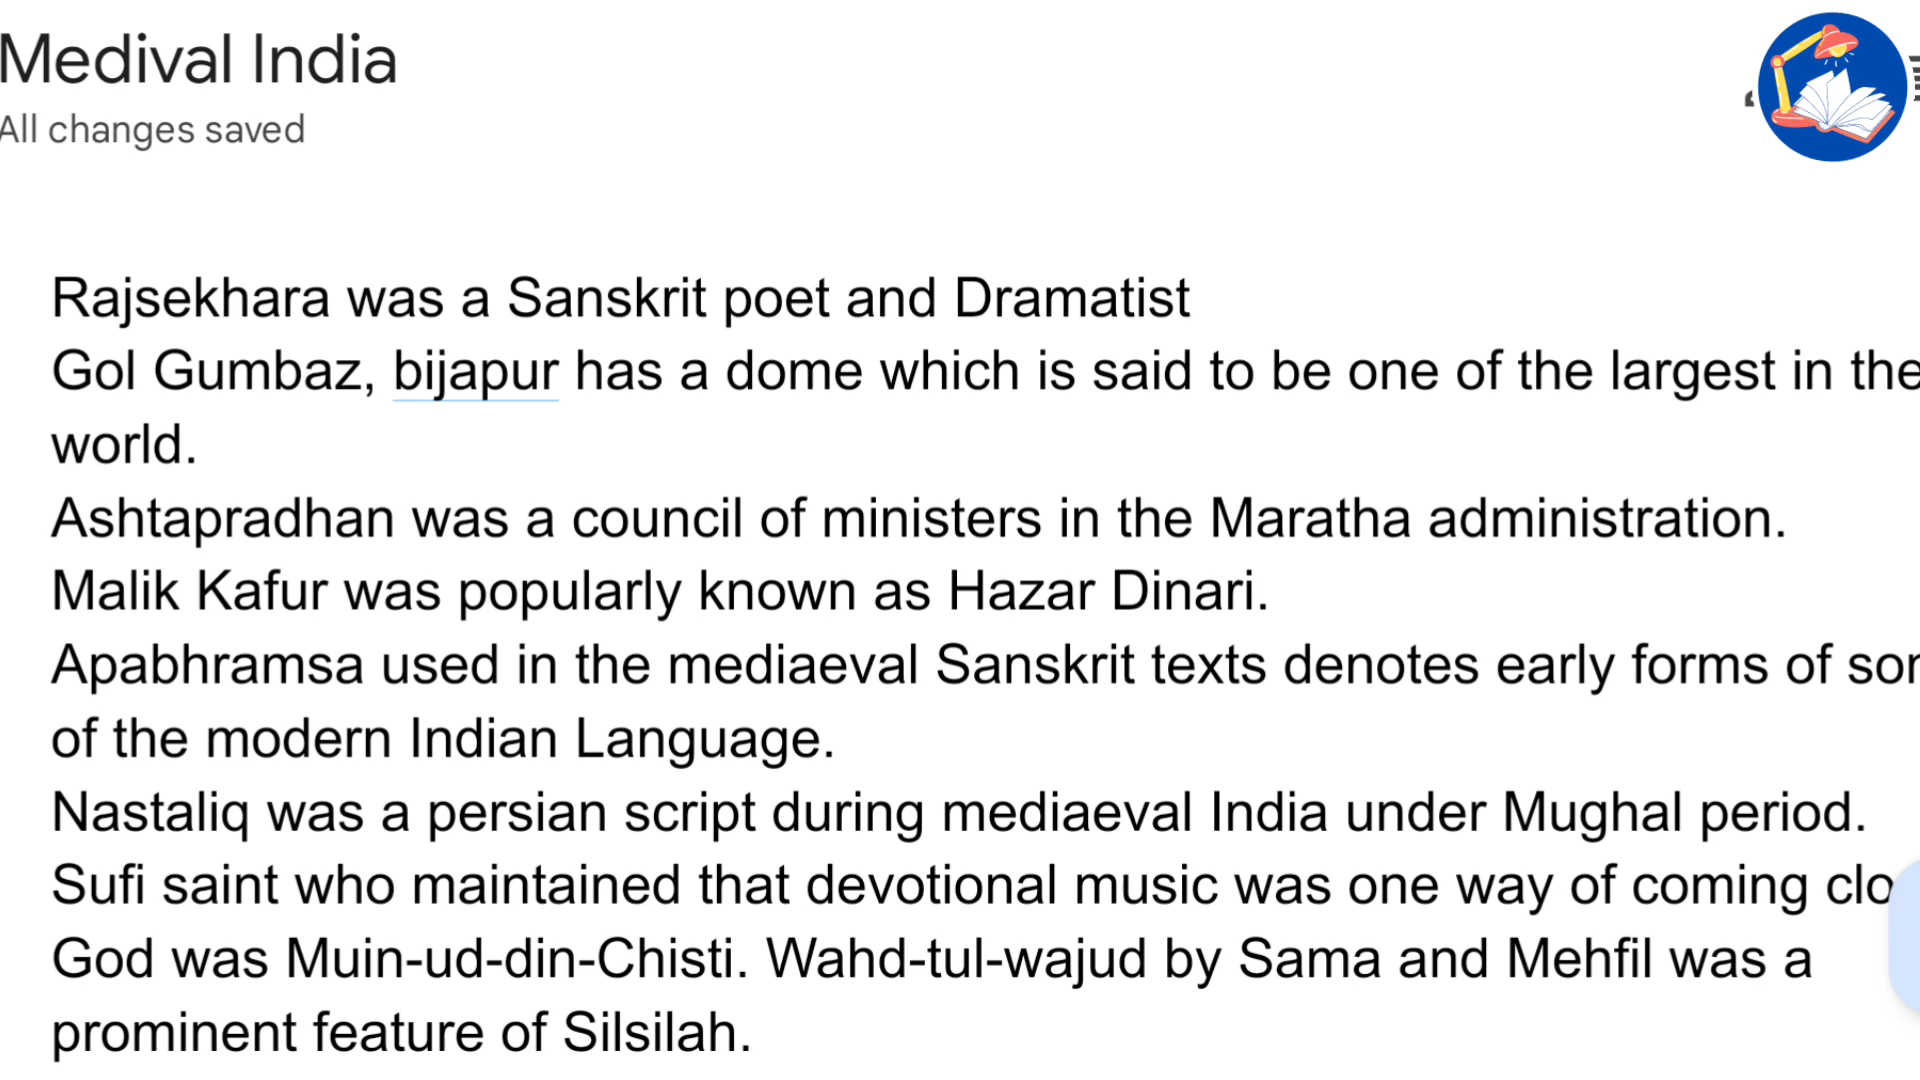 Medival India
All changes saved
Rajsekhara was a Sanskrit poet and Dramatist
Gol Gumbaz, bijapur has a dome which is said to be one of the largest in the
world.
Ashtapradhan was a council of ministers in the Maratha administration.
Malik Kafur was popularly known as Hazar Dinari.
Apabhramsa used in the mediaeval Sanskrit texts denotes early forms of
of the modern Indian Language.
Nastaliq was a persian script during mediaeval India under Mughal period.
Sufi saint who maintained that devotional music was one way of coming
God was Muin-ud-din-Chisti. Wahd-tul-wajud by Sama and Mehfil was a
prominent feature of Silsilah.